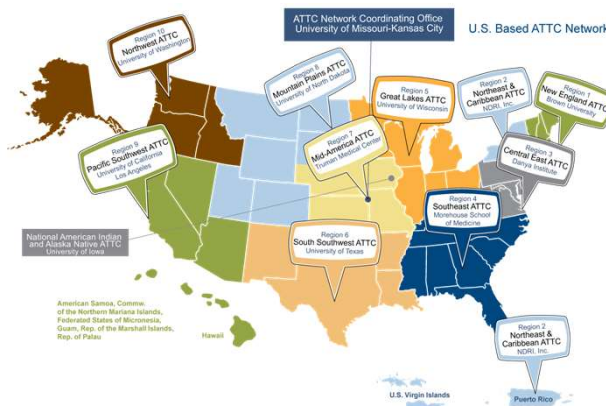 ATTC Network Coordinating Office
University of Missouri-Kansas City
U.S. Based ATTC Network
Region 10
Northwest ATTC
University of Washington
Region 8
Mountain Plains ATTC
University of North Dakota
Region 5
Great Lakes ATTC
University of Wisconsin
Region 2
Northeast &
Caribbean ATTC
NDRI, Inc.
Region 1
New England ATTC
Brown University
Region 9
Pacific Southwest ATTC
University of California
Los Angeles
Region 7
Mid-America ATTC
Truman Medical Center
Region 3
Central East ATTC
Danya Institute
Region 4
Southeast ATTC
Morehouse School
of Medicine
National American Indian
and Alaska Native ATTC
University of Iowa
Region 6
South Southwest ATTC
University of Texas
American Samoa, Commw.
of the Northern Mariana Islands,
Federated States of Micronesia,
Guam, Rep. of the Marshall Islands,
Rep. of Palau
Hawaii
Region 2
Northeast &
Caribbean ATTC
NDRI. Inc.
U.S. Virgin Islands
Puerto Rico